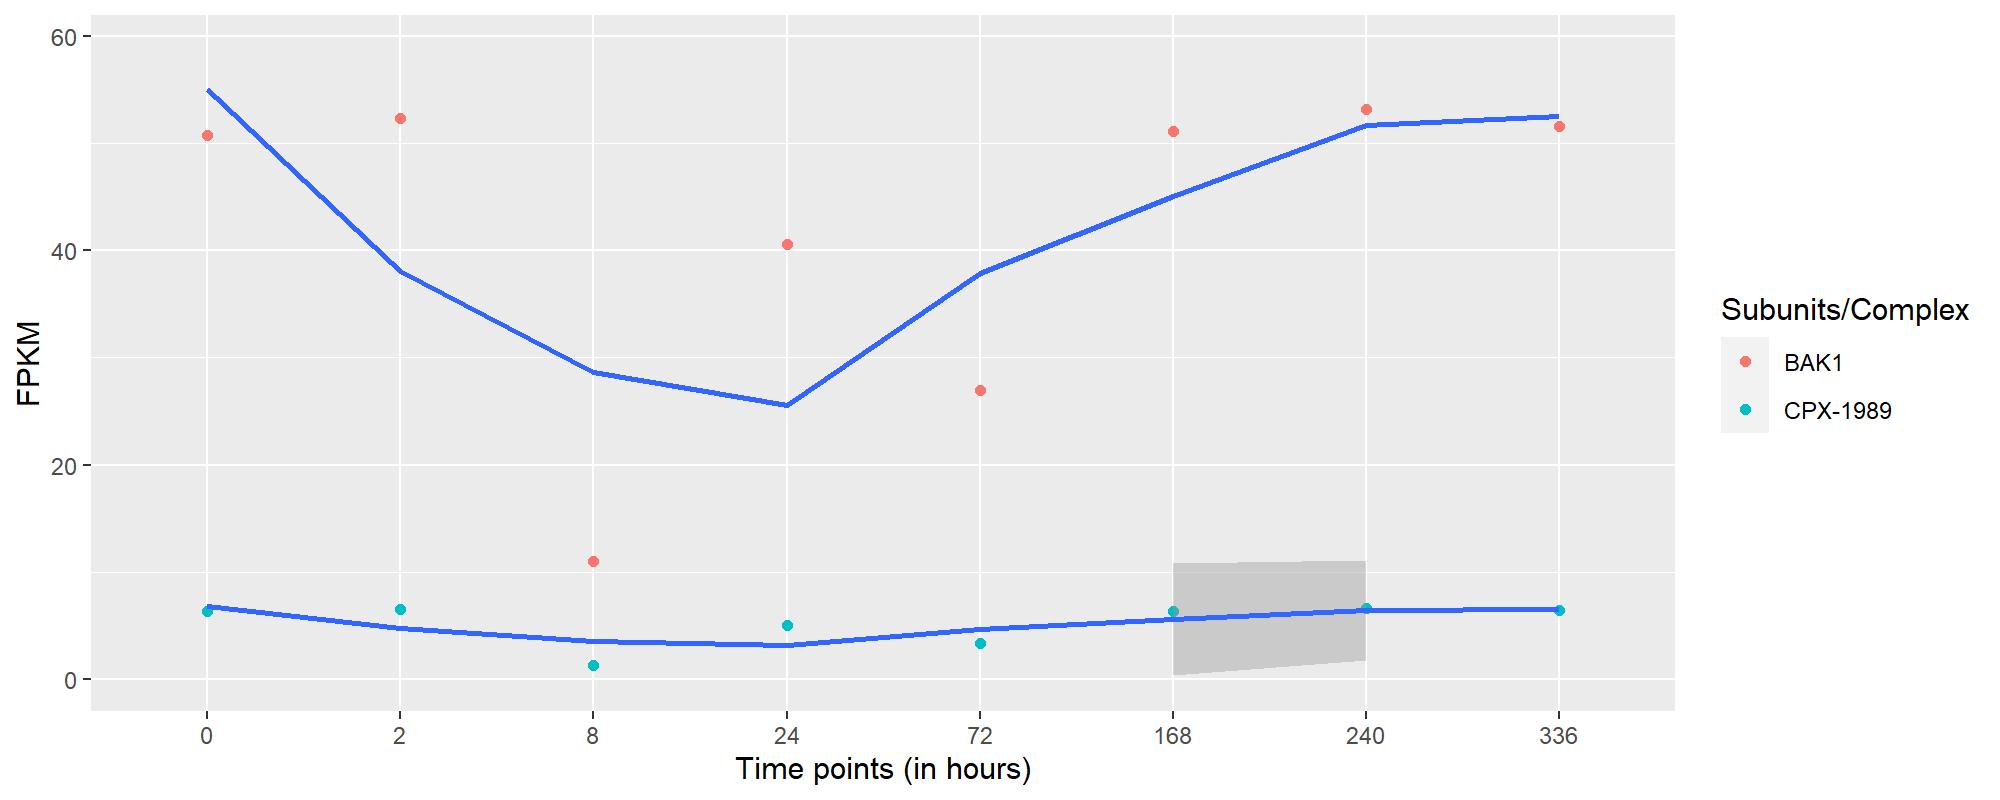 60
40
20
0
FPKM
0 2 8 24 72 168 240 336
Time points (in hours)
Subunits/Complex
BAK1
CPX-1989